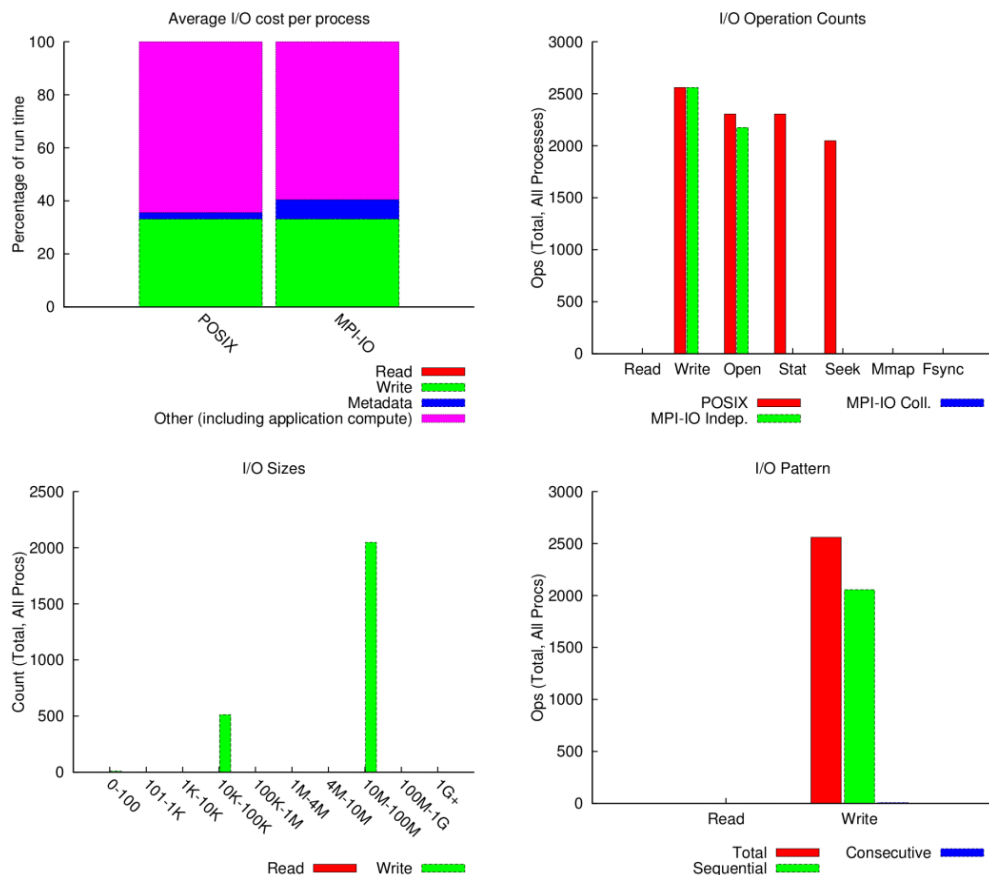 Average I/O cost per process
100
80
60
40
20
0
Percentage of run time
POSIX
MPI-IO
Read
Write
Metadata
Other (including application compute)
I/O Operation Counts
3000
2500
2000
1500
1000
500
0
Ops (Total, All Processes)
Read Write Open Stat Seek Mmap Fsync
POSIX MPI-IO Coll.
MPI-IO Indep.
I/O Sizes
2500
2000
1500
1000
500
0
Count (Total, All Procs)
0-100
101-1K
1K-10K
10K-100K
100K-1M
1M-4M
4M-10M
10M-100M
100M-1G
1G+
Read Write
I/O Pattern
3000
2500
2000
1500
1000
500
0
Ops (Total, All Procs)
Read Write
Total Consecutive
Sequential